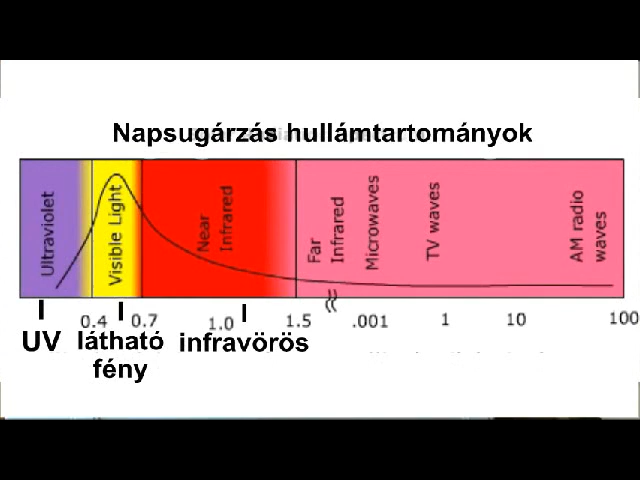 Napsugárzás hullámtartományok
Ultraviolet
Visible Light
Near
Infrared
Far
Infrared
Microwaves
TV waves
AM radio
waves
0.4 0.7 1.0 1.5 .001 1 10 100
UV látható infravörös
fény